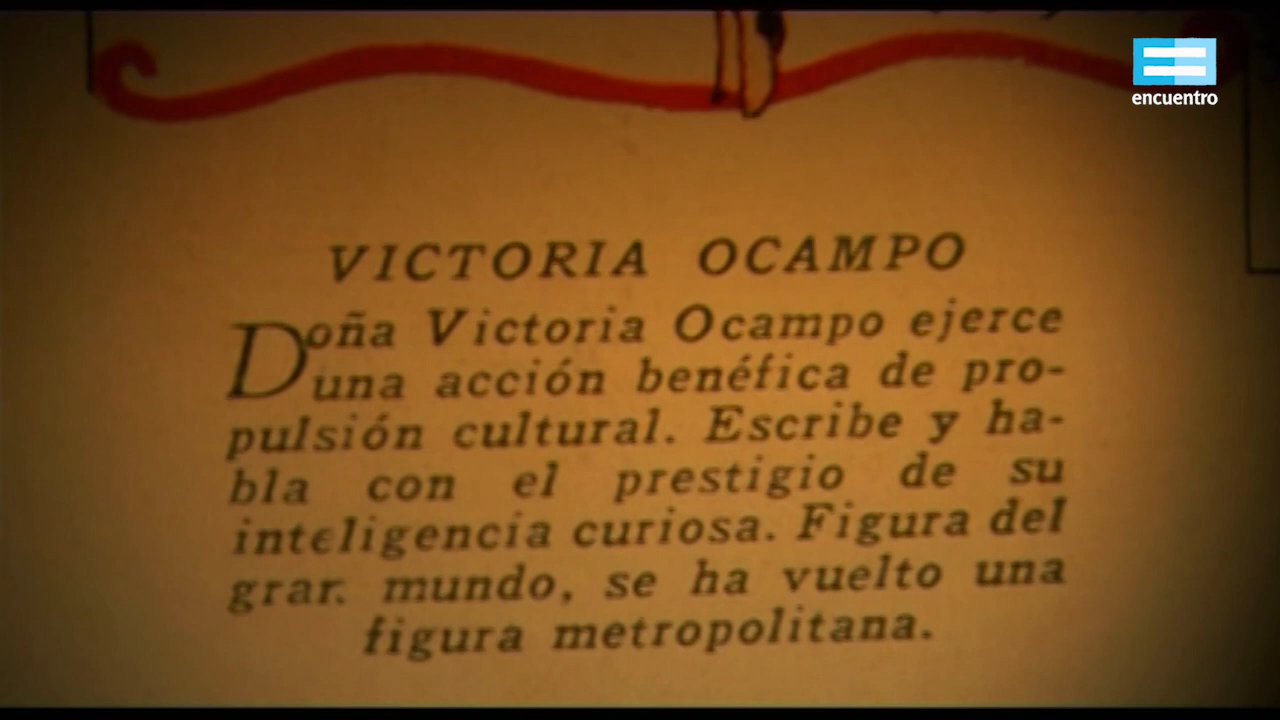 encuentro
VICTORIA OCAMPO
Doña Victoria Ocampo ejerce
una acción benéfica de pro-
pulsión cultural. Escribe y ha-
bla con el prestigio de su
inteligencia curiosa. Figura del
gran mundo, se ha vuelto una
figura metropolitana.